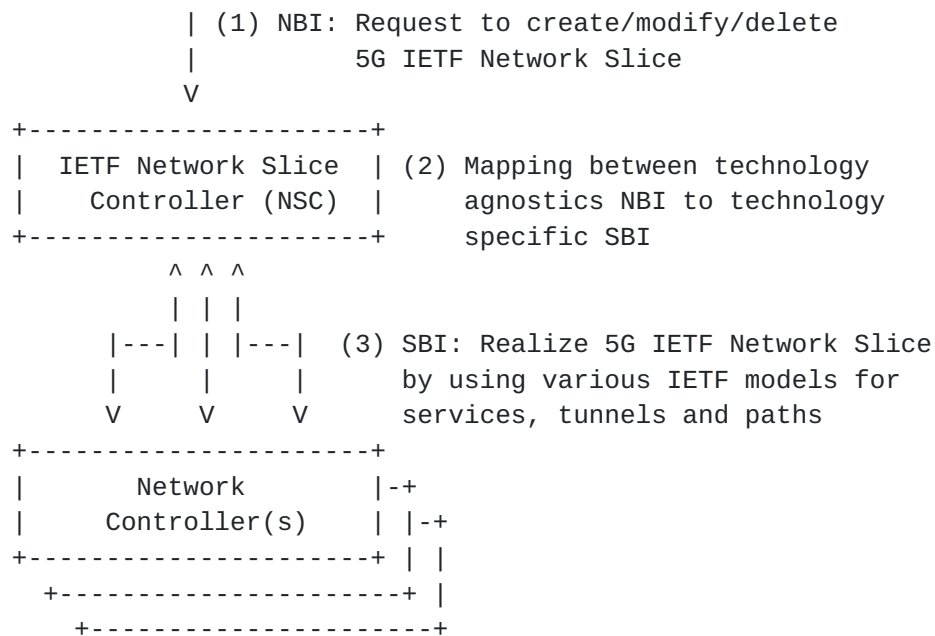 (1) NBI: Request to create/modify/delete
5G IETF Network Slice
IETF Network Slice
Controller (NSC)
(2) Mapping between technology
agnostics NBI to technology
specific SBI
(3) SBI: Realize 5G IETF Network Slice
by using various IETF models for
services, tunnels and paths
Network
Controller(s)